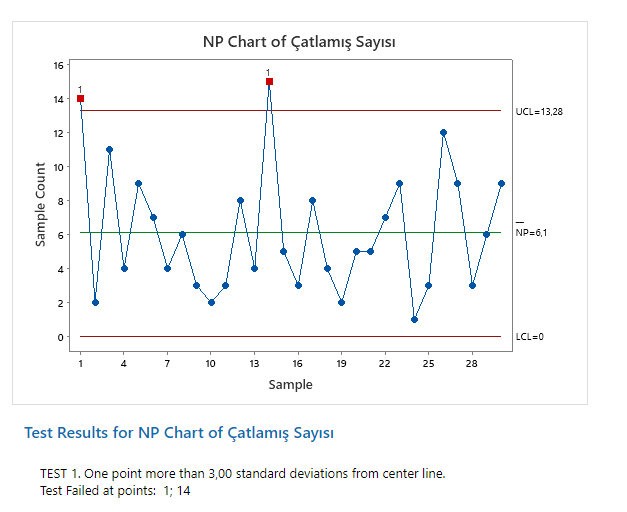 NP Chart of Çatlamış Sayısı
16
14
12
10
8
6
4
2
0
Sample Count
1
1
UCL=13,28
NP=6,1
LCL=0
1 4 7 10 13 16 19 22 25 28
Sample
Test Results for NP Chart of Çatlamış Sayısı
TEST 1. One point more than 3,00 standard deviations from center line.
Test Failed at points: 1; 14